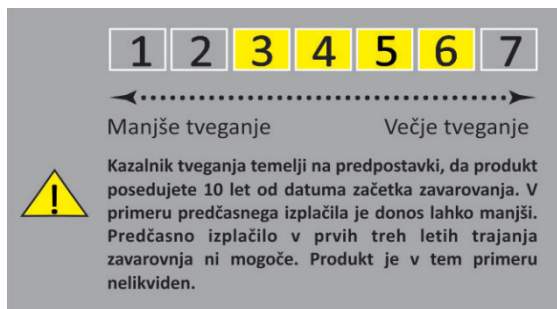 1 2 3 4 5 6 7
Manjše tveganje Večje tveganje
Kazalnik tveganja temelji na predpostavki, da produkt
posedujete 10 let od datuma začetka zavarovanja. V
primeru predčasnega izplačila je donos lahko manjši.
Predčasno izplačilo v prvih treh letih trajanja
zavarovnja ni mogoče. Produkt je v tem primeru
nelikviden.